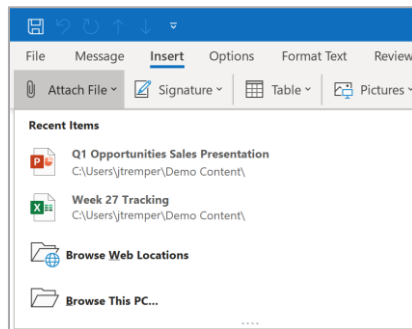 File Message Insert Options Format Text Review
Attach File Signature Table Pictures
Recent Items
Q1 Opportunities Sales Presentation
C:\Users\jtremper\Demo Content\
Week 27 Tracking
C:\Users\jtremper\Demo Content\
Browse Web Locations
Browse This PC...